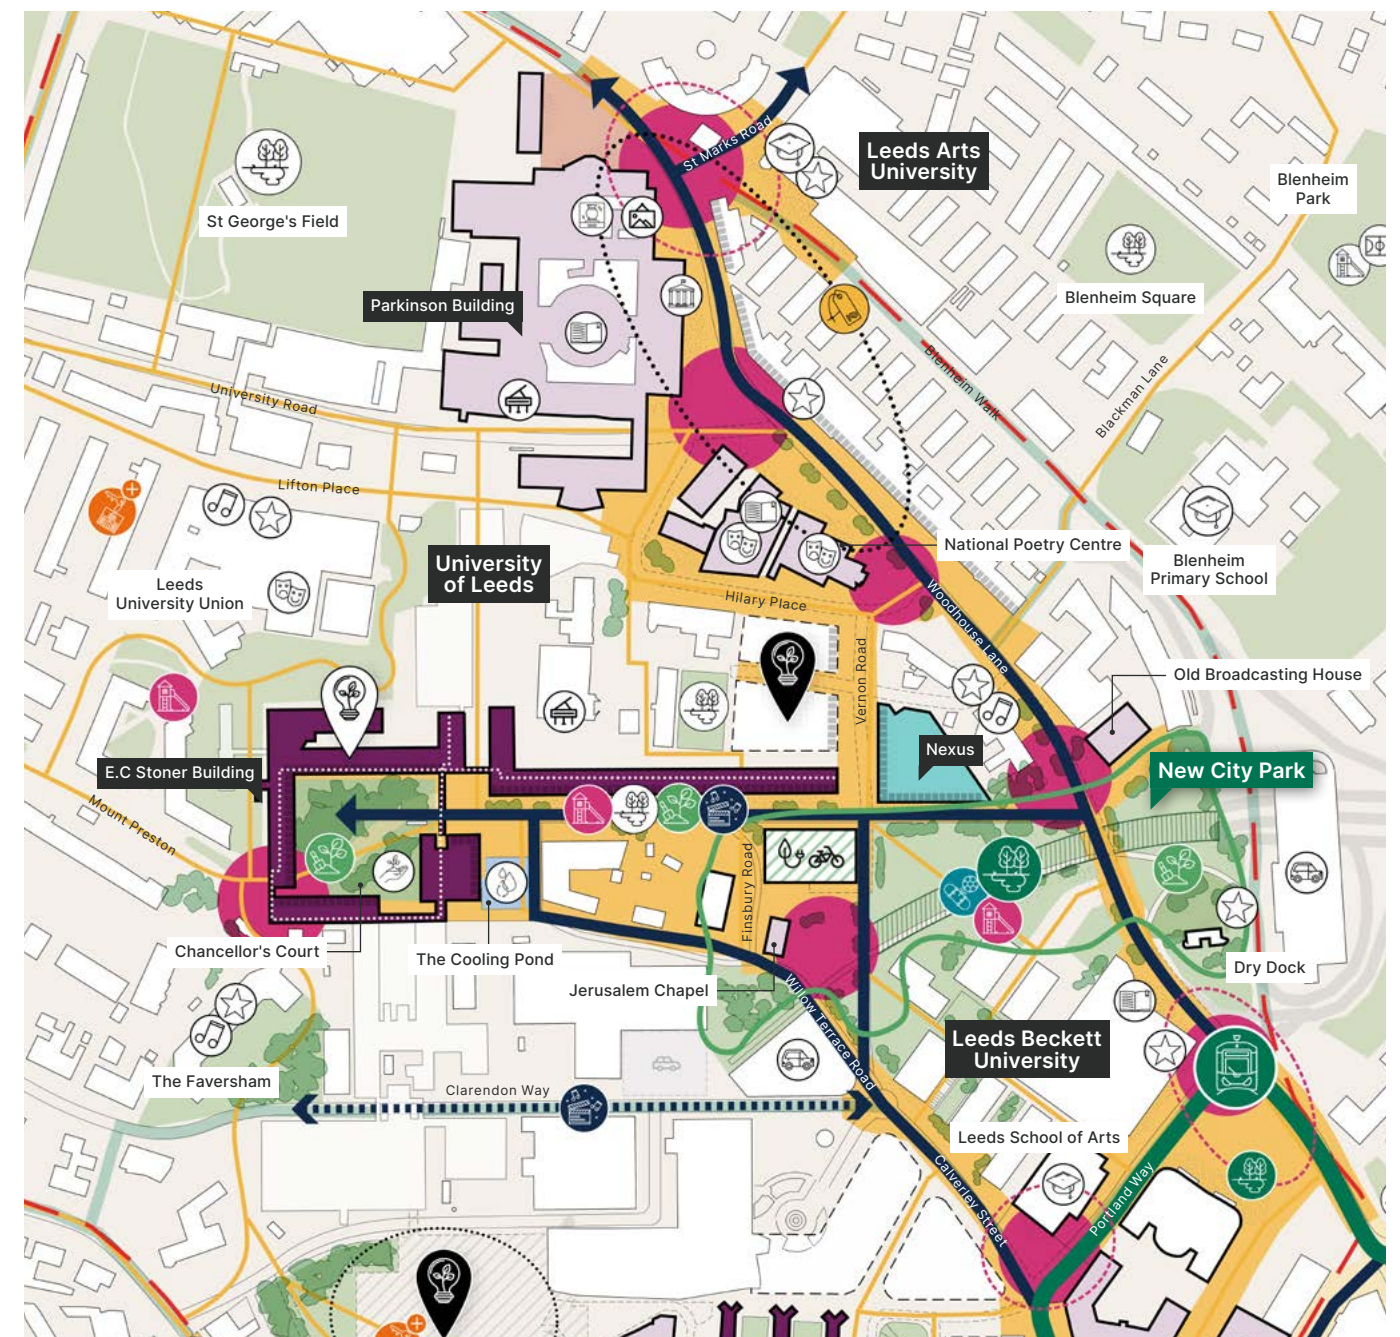 St Marks Road
Leeds Arts
University
Blenheim
Park
St George's Field
Blenheim Square
Parkinson Building
Blenheim Walk
Blackman Lane
University Road
Lifton Place
National Poetry Centre
University
of Leeds
Blenheim
Primary School
Leeds
University Union
Hilary Place
Woodhouse Lane
Vernon Road
Old Broadcasting House
Nexus
New City Park
E.C Stoner Building
Mount Preston
Finsbury Road
Chancellor's Court
The Cooling Pond
Dry Dock
Jerusalem Chapel
Willow Terrace Road
Leeds Beckett
University
The Faversham
Clarendon Way
Leeds School of Arts
Calverley Street
Portland Way